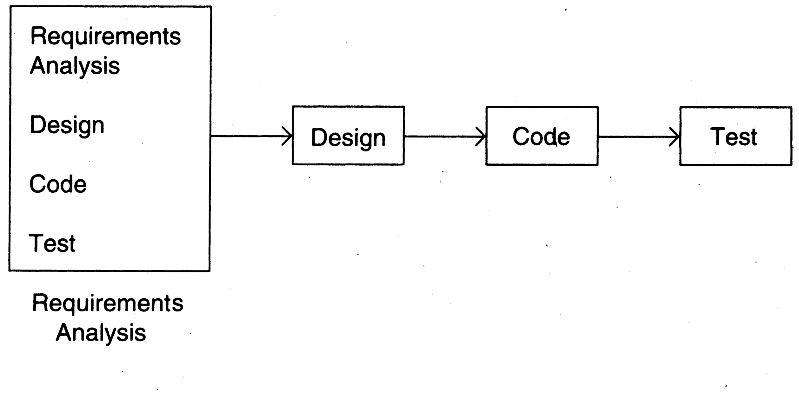 Requirements
Analysis
Design
Code
Test
Design
Code
Test
Requirements
Analysis